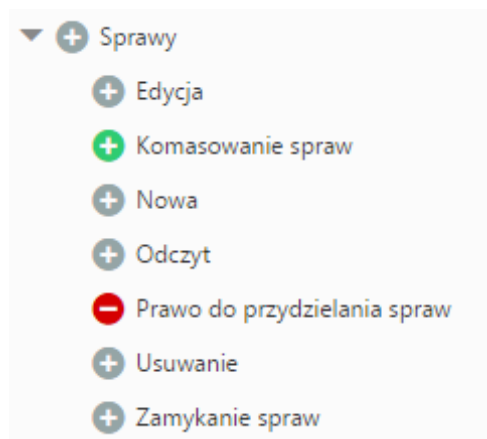 Sprawy
Edycja
Komasowanie spraw
Nowa
Odczyt
Prawo do przydzielania spraw
Usuwanie
Zamykanie spraw